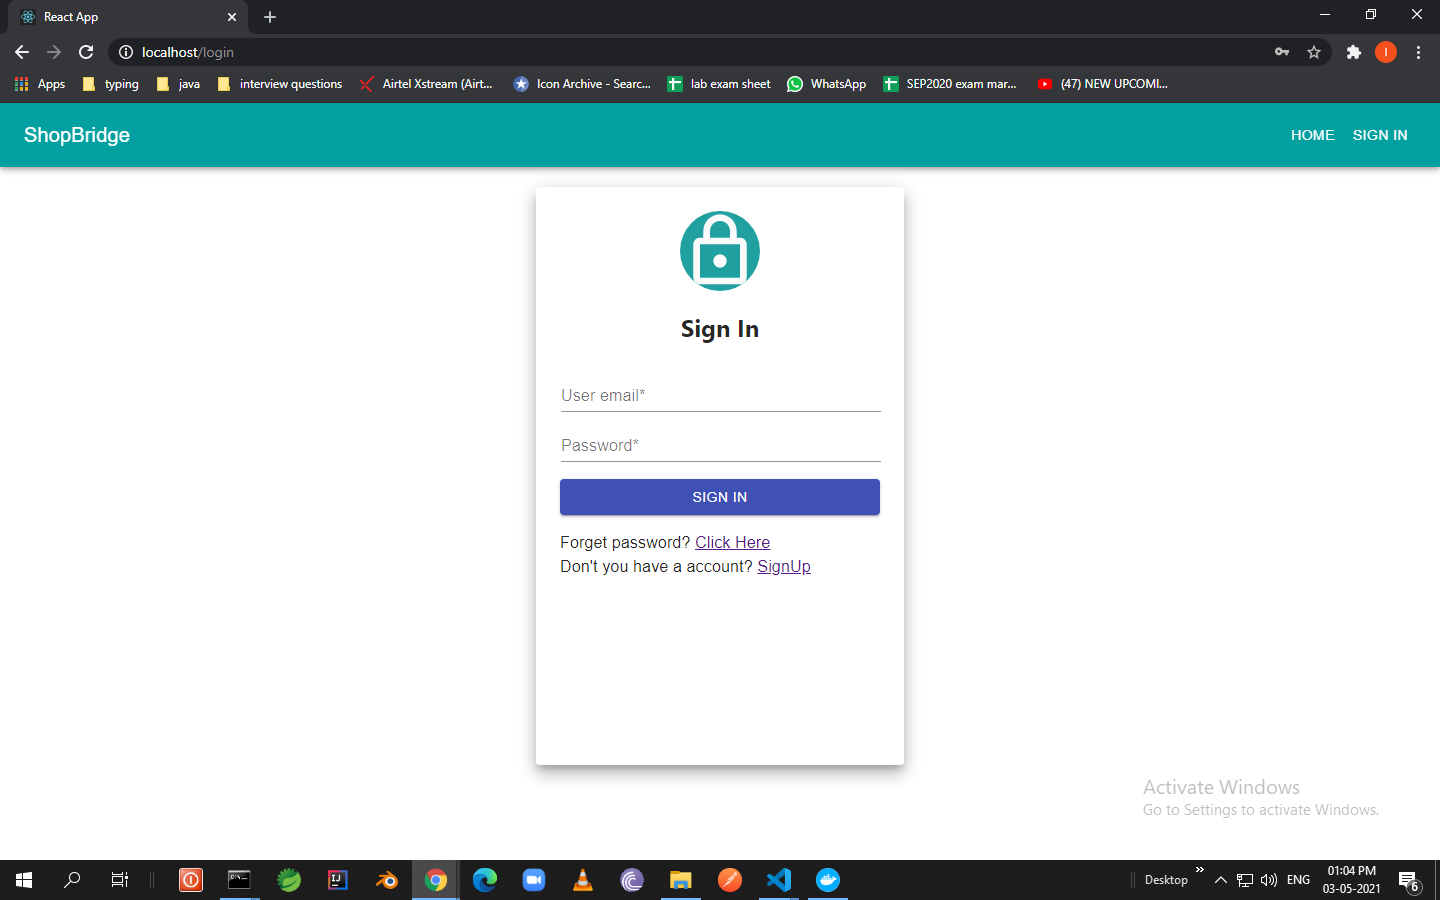 React App
localhost/login
I
Apps typing java interview questions Airtel Xstream (Airt... Icon Archive - Searc... lab exam sheet WhatsApp SEP2020 exam mar... (47) NEW UPCOMI...
ShopBridge HOME SIGN IN
Sign In
User email*
Password*
SIGN IN
Forget password? Click Here
Don't you have a account? SignUp
Activate Windows
Go to Settings to activate Windows.
IJ
Desktop ENG 01:04 PM
03-05-2021
6